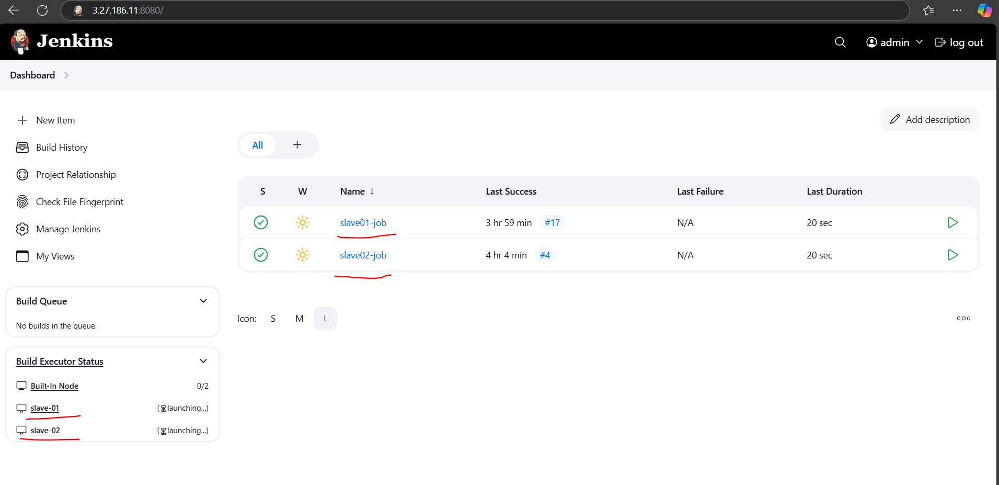 3.27.186.11:8080/
Jenkins
admin
log out
Dashboard
New Item
Build History
Project Relationship
Check File Fingerprint
Manage Jenkins
My Views
Build Queue
No builds in the queue.
Build Executor Status
Built-In Node 0/2
slave-01 (launching...)
slave-02 (launching...)
Add description
All +
S W Name ↓ Last Success Last Failure Last Duration
slave01-job 3 hr 59 min #17 N/A 20 sec
slave02-job 4 hr 4 min #4 N/A 20 sec
Icon: S M L